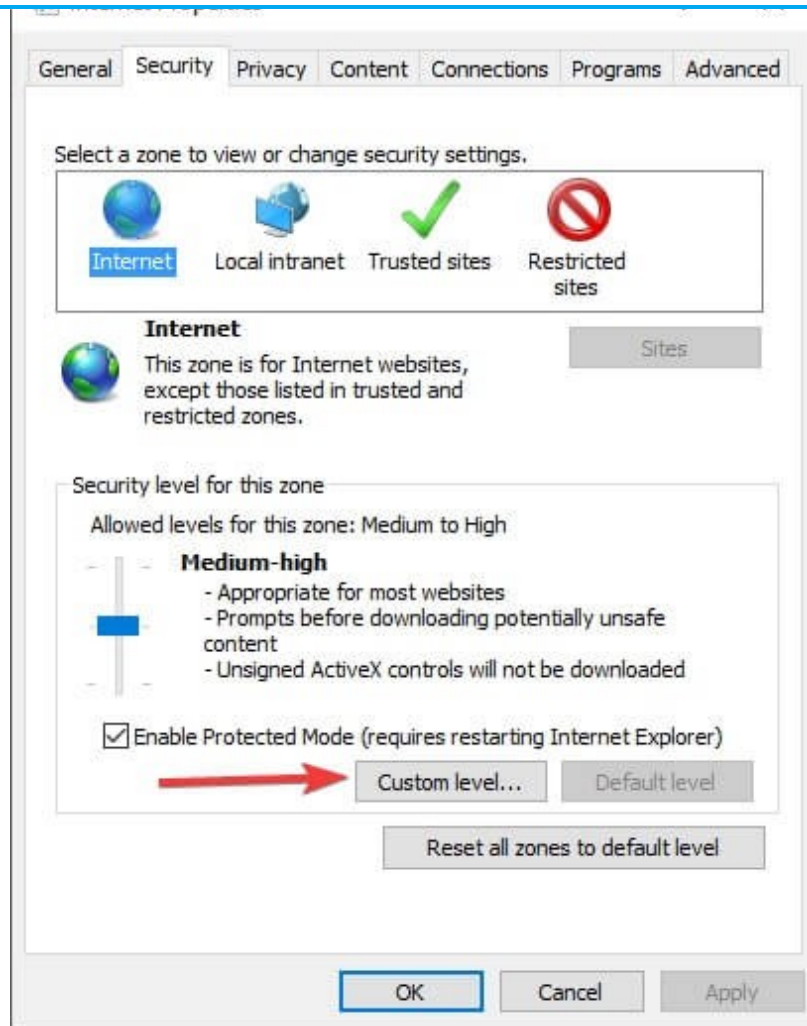 General Security Privacy Content Connections Programs Advanced
Select a zone to view or change security settings.
Internet Local intranet Trusted sites Restricted
sites
Internet
Sites
This zone is for Internet websites,
except those listed in trusted and
restricted zones.
Security level for this zone
Allowed levels for this zone: Medium to High
Medium-high
- Appropriate for most websites
- Prompts before downloading potentially unsafe
content
- Unsigned ActiveX controls will not be downloaded
Enable Protected Mode (requires restarting Internet Explorer)
Custom level... Default level
Reset all zones to default level
OK Cancel Apply